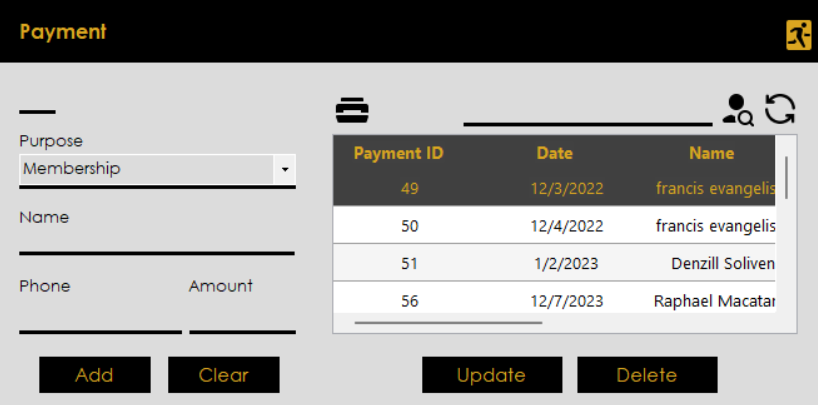 Payment
Purpose
Membership
Name
Phone Amount
Add Clear
Payment ID Date Name
49 12/3/2022 francis evangelis
50 12/4/2022 francis evangelis
51 1/2/2023 Denzill Soliven
56 12/7/2023 Raphael Macatar
Update Delete